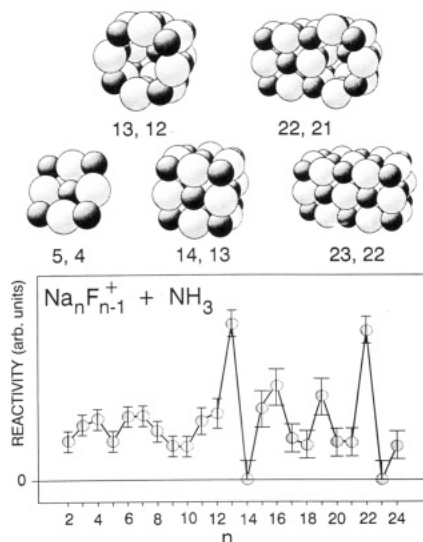 13, 12
22, 21
5, 4
14, 13
23, 22
NaₙFₙ₋₁⁺ + NH₃
REACTIVITY (arb. units)
0
2 4 6 8 10 12 14 16 18 20 22 24
n